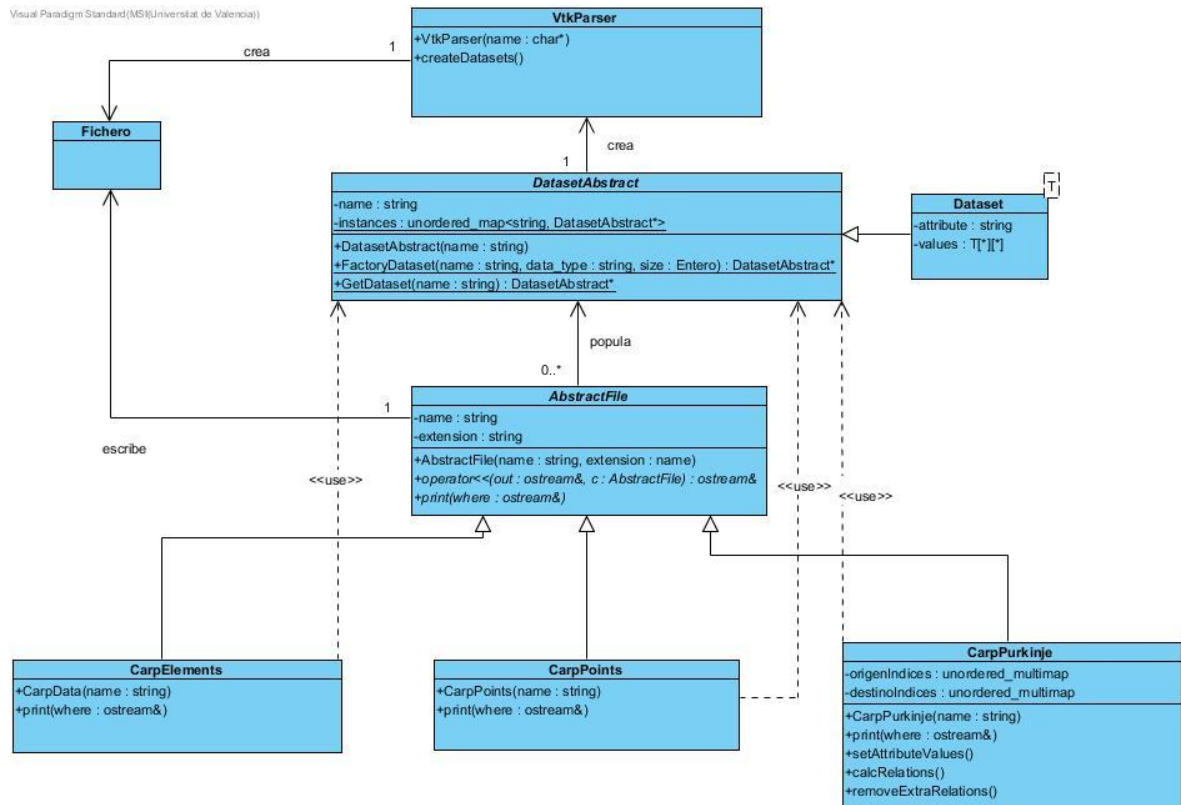 Visual Paradigm Standard(MSI(Universitat de Valencia))
VtkParser
+VtkParser(name : char*)
+createDatasets()
1
crea
Fichero
crea
1
DatasetAbstract
-name : string
-instances : unordered_map<string, DatasetAbstract*>
+DatasetAbstract(name : string)
+FactoryDataset(name : string, data_type : string, size : Entero) : DatasetAbstract*
+GetDataset(name : string) : DatasetAbstract*
T
Dataset
-attribute : string
-values : T[*][*]
popula
0..*
AbstractFile
-name : string
-extension : string
+AbstractFile(name : string, extension : name)
+operator<<(out : ostream&, c : AbstractFile) : ostream&
+print(where : ostream&)
1
escribe
<<use>>
<<use>>
<<use>>
CarpElements
+CarpData(name : string)
+print(where : ostream&)
CarpPoints
+CarpPoints(name : string)
+print(where : ostream&)
CarpPurkinje
-origenIndices : unordered_multimap
-destinoIndices : unordered_multimap
+CarpPurkinje(name : string)
+print(where : ostream&)
+setAttributeValues()
+calcRelations()
+removeExtraRelations()